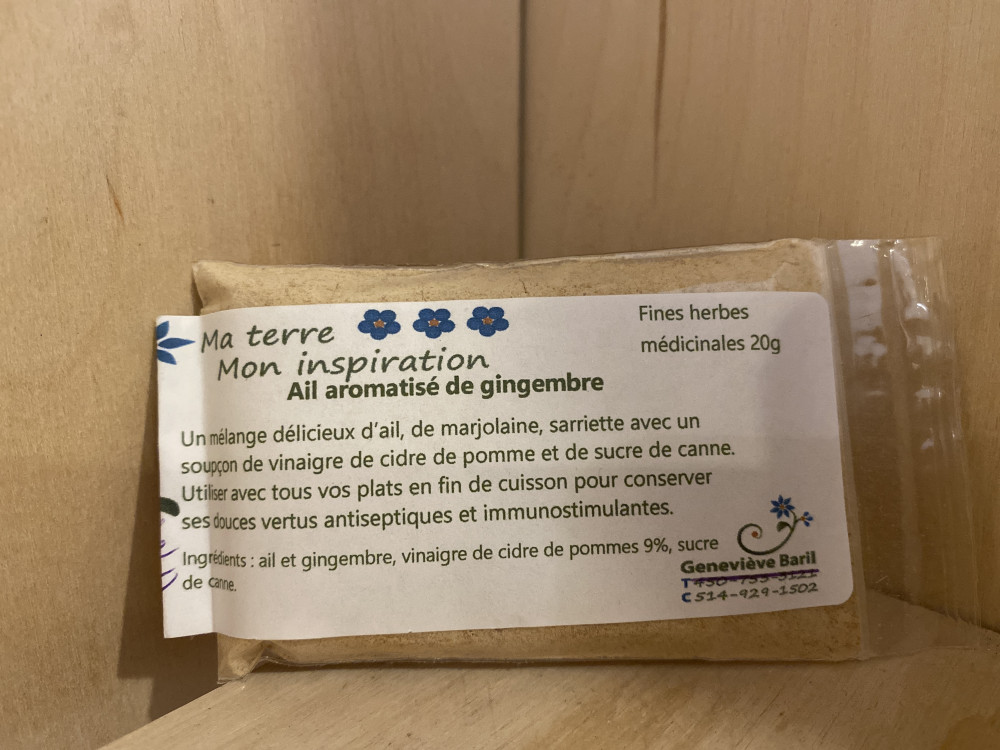 Ma terre
Mon inspiration
Fines herbes
médicinales 20g
Ail aromatisé de gingembre
Un mélange délicieux d'ail, de marjolaine, sarriette avec un
soupçon de vinaigre de cidre de pomme et de sucre de canne.
Utiliser avec tous vos plats en fin de cuisson pour conserver
ses douces vertus antiseptiques et immunostimulantes.
Ingrédients : ail et gingembre, vinaigre de cidre de pommes 9%, sucre
de canne.
Geneviève Baril
T
C 514-929-1502